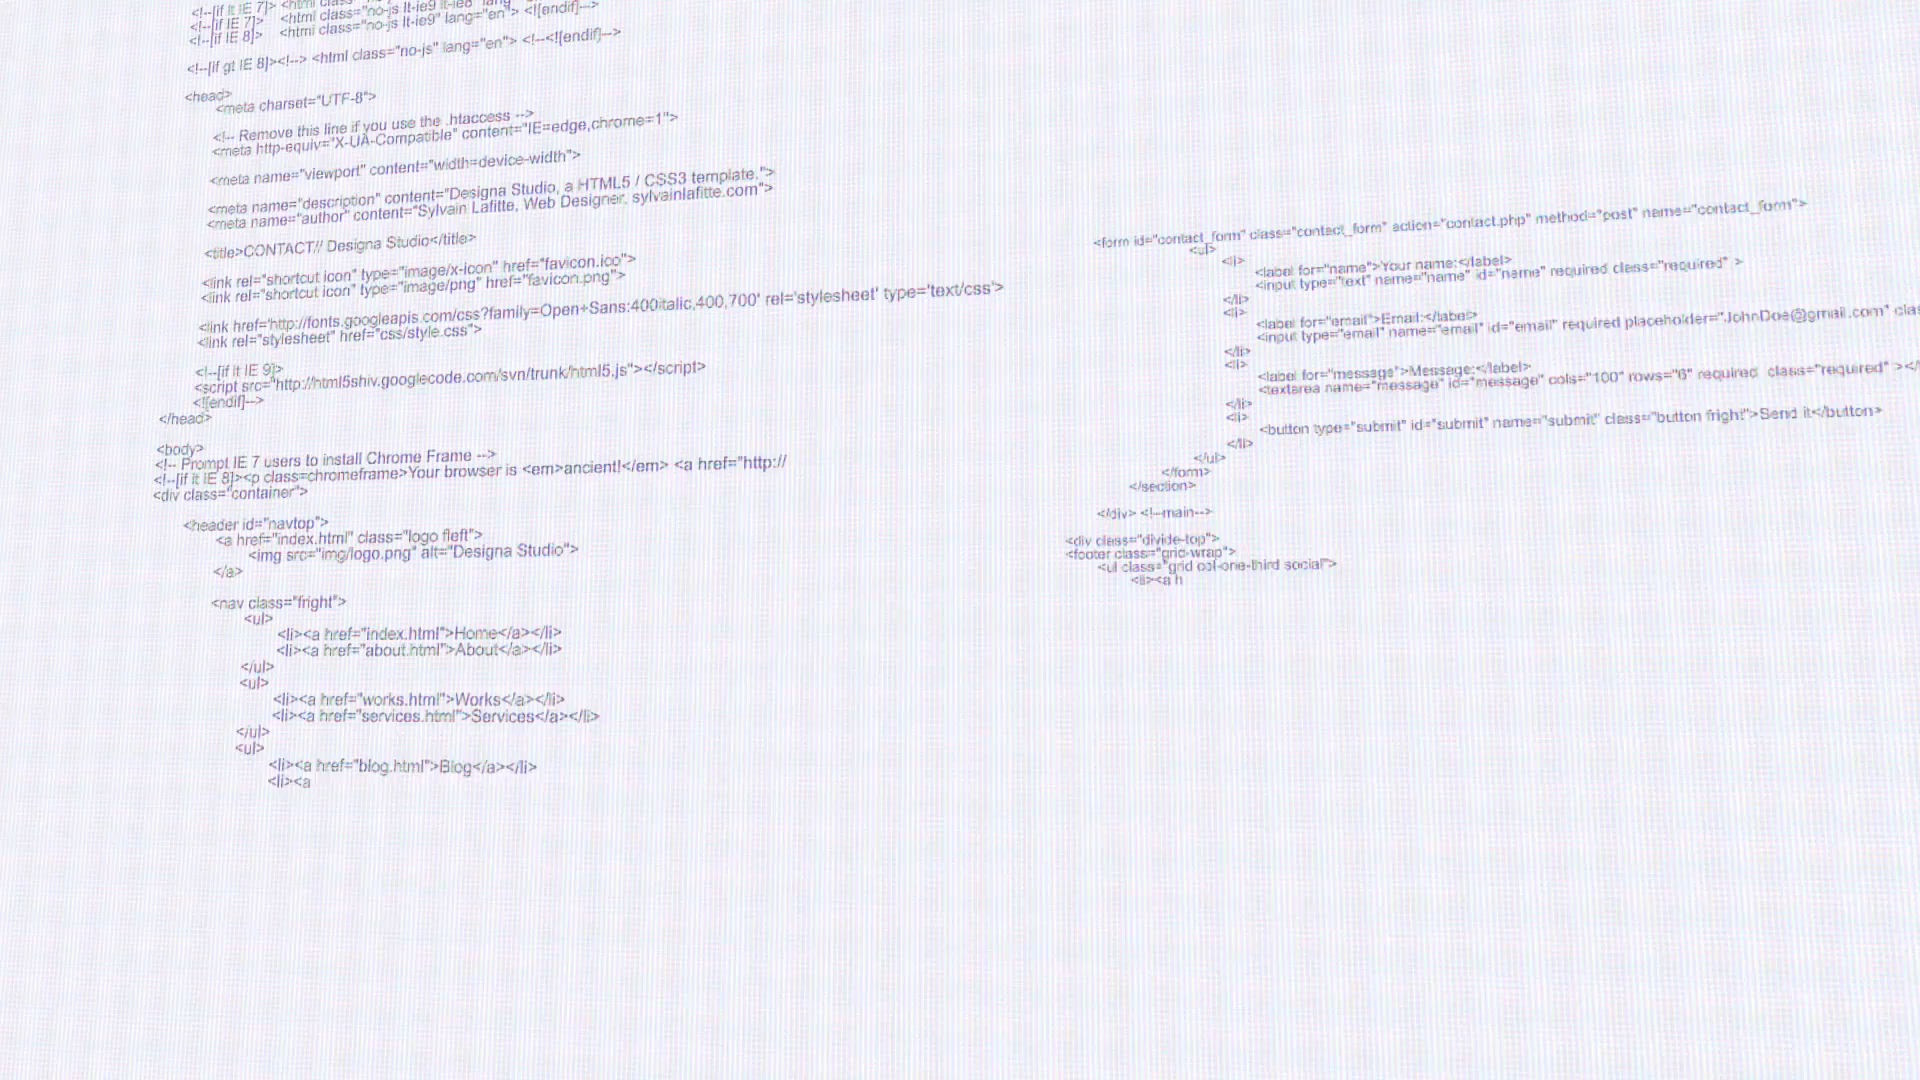 <!--[if lt IE 7]> <html class="no-js lt-ie9 lt-ie8
<!--[if IE 7]> <html class="no-js lt-ie9 lt-ie8" lang=
<!--[if IE 8]> <html class="no-js lt-ie9" lang="en"> <![endif]-->
<!--[if gt IE 8]><!--> <html class="no-js" lang="en"> <!--<![endif]-->
<head>
<meta charset="UTF-8">
<!-- Remove this line if you use the .htaccess -->
<meta http-equiv="X-UA-Compatible" content="IE=edge,chrome=1">
<meta name="viewport" content="width=device-width">
<meta name="description" content="Designa Studio, a HTML5 / CSS3 template.">
<meta name="author" content="Sylvain Lafitte, Web Designer, sylvainlafitte.com">
<title>CONTACT// Designa Studio</title>
<link rel="shortcut icon" type="image/x-icon" href="favicon.ico">
<link rel="shortcut icon" type="image/png" href="favicon.png">
<link href='http://fonts.googleapis.com/css?family=Open+Sans:400italic,400,700' rel='stylesheet' type='text/css'>
<link rel="stylesheet" href="css/style.css">
<!--[if lt IE 9]>
<script src="http://html5shiv.googlecode.com/svn/trunk/html5.js"></script>
<![endif]-->
</head>
<body>
<!-- Prompt IE 7 users to install Chrome Frame -->
<!--[if lt IE 8]><p class=chromeframe>Your browser is <em>ancient!</em> <a href="http://
<div class="container">
<header id="navtop">
<a href="index.html" class="logo fleft">
<img src="img/logo.png" alt="Designa Studio">
</a>
<nav class="fright">
<ul>
<li><a href="index.html">Home</a></li>
<li><a href="about.html">About</a></li>
</ul>
<ul>
<li><a href="works.html">Works</a></li>
<li><a href="services.html">Services</a></li>
</ul>
<ul>
<li><a href="blog.html">Blog</a></li>
<li><a
<form id="contact_form" class="contact_form" action="contact.php" method="post" name="contact_form">
<ul>
<li>
<label for="name">Your name:</label>
<input type="text" name="name" id="name" required class="required" >
</li>
<li>
<label for="email">Email:</label>
<input type="email" name="email" id="email" required placeholder="JohnDoe@gmail.com" clas
</li>
<li>
<label for="message">Message:</label>
<textarea name="message" id="message" cols="100" rows="6" required  class="required" ></
</li>
<li>
<button type="submit" id="submit" name="submit" class="button fright">Send it</button>
</li>
</ul>
</form>
</section>
</div> <!--main-->
<div class="divide-top">
<footer class="grid-wrap">
<ul class="grid col-one-third social">
<li><a h